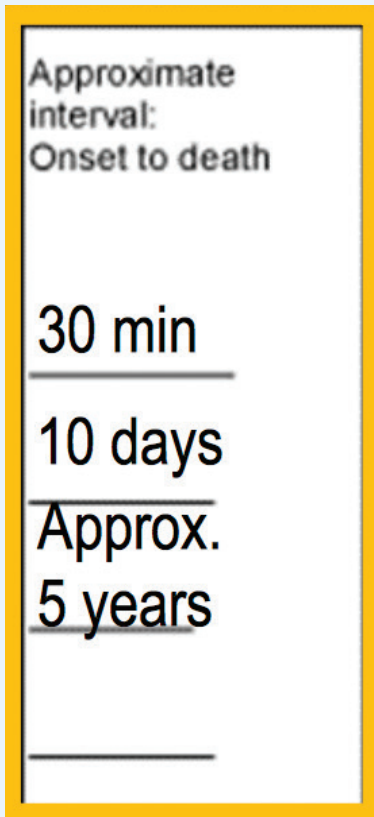 Approximate
interval:
Onset to death
30 min
10 days
Approx.
5 years